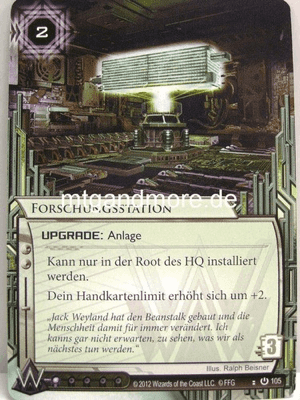 2
mtgandmore.de
FORSCHUNGSSTATION
UPGRADE: Anlage
Kann nur in der Root des HQ installiert
werden.
Dein Handkartenlimit erhöht sich um +2.
„Jack Weyland hat den Beanstalk gebaut und die
Menschheit damit für immer verändert. Ich
kanns gar nicht erwarten, zu sehen, was wir als
nächstes tun werden.“
3
Illus. Ralph Beisner
© 2012 Wizards of the Coast LLC. © FFG
105